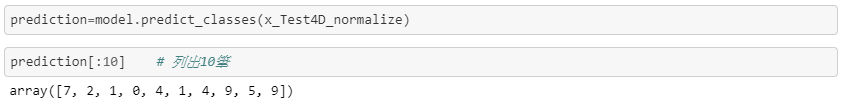 prediction=model.predict_classes(x_Test4D_normalize)
prediction[:10]    # 列出10筆
array([7, 2, 1, 0, 4, 1, 4, 9, 5, 9])